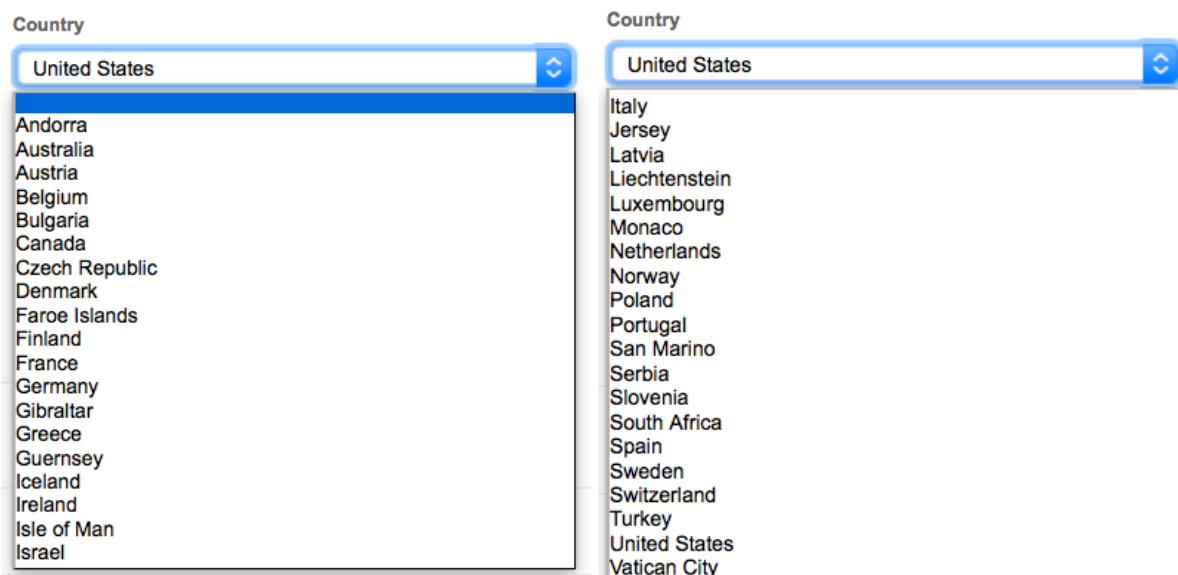 Country
United States
Andorra
Australia
Austria
Belgium
Bulgaria
Canada
Czech Republic
Denmark
Faroe Islands
Finland
France
Germany
Gibraltar
Greece
Guernsey
Iceland
Ireland
Isle of Man
Israel
Country
United States
Italy
Jersey
Latvia
Liechtenstein
Luxembourg
Monaco
Netherlands
Norway
Poland
Portugal
San Marino
Serbia
Slovenia
South Africa
Spain
Sweden
Switzerland
Turkey
United States
Vatican City